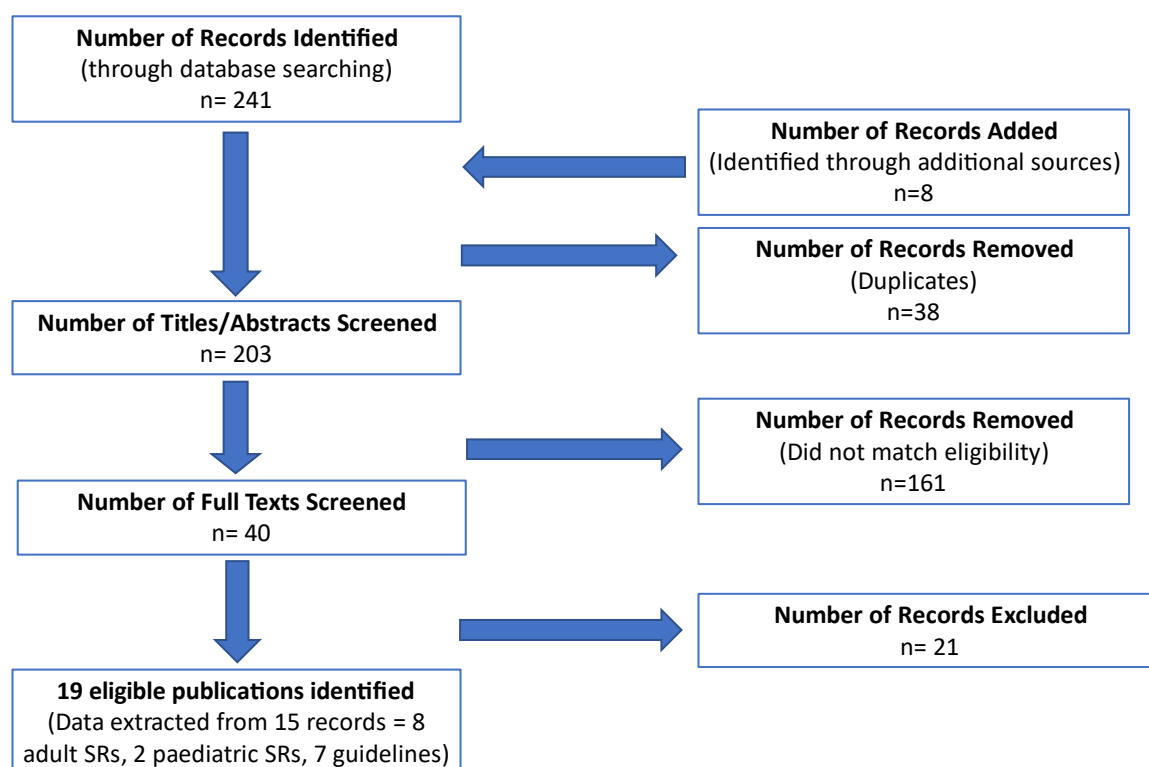 Number of Records Identified
(through database searching)
n= 241
Number of Records Added
(Identified through additional sources)
n=8
Number of Records Removed
(Duplicates)
n=38
Number of Titles/Abstracts Screened
n= 203
Number of Records Removed
(Did not match eligibility)
n=161
Number of Full Texts Screened
n= 40
Number of Records Excluded
n= 21
19 eligible publications identified
(Data extracted from 15 records = 8
adult SRs, 2 paediatric SRs, 7 guidelines)